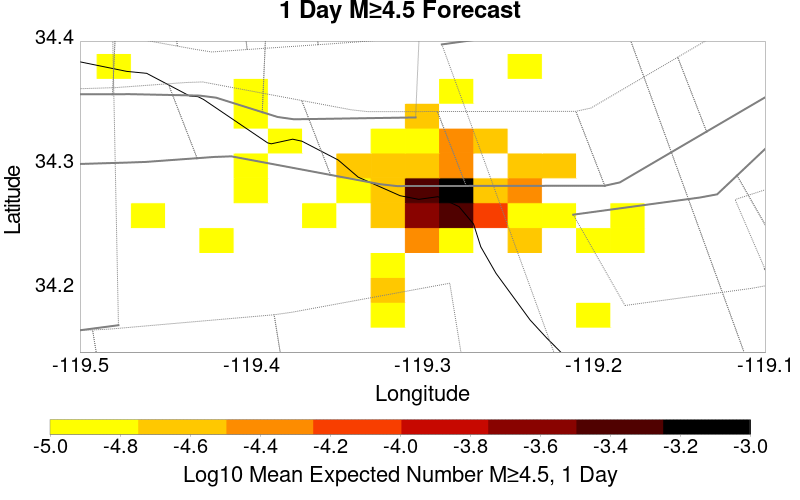 1 Day M≥4.5 Forecast
34.4
34.3
34.2
Latitude
-119.5 -119.4 -119.3 -119.2 -119.1
Longitude
-5.0 -4.8 -4.6 -4.4 -4.2 -4.0 -3.8 -3.6 -3.4 -3.2 -3.0
Log10 Mean Expected Number M≥4.5, 1 Day